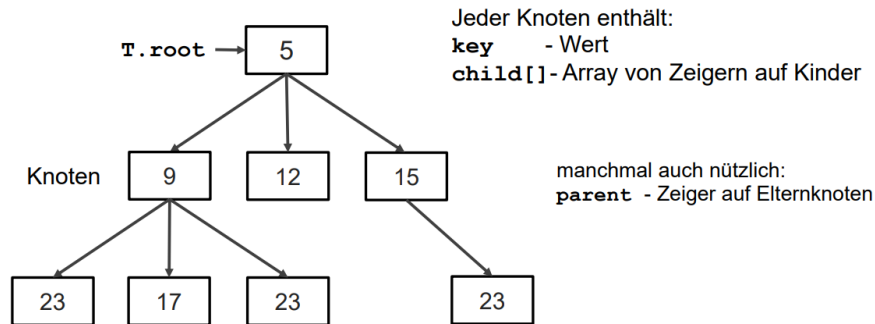 Jeder Knoten enthält:
T.root
5
key - Wert
child[]- Array von Zeigern auf Kinder
Knoten
9
12
15
manchmal auch nützlich:
parent - Zeiger auf Elternknoten
23
17
23
23